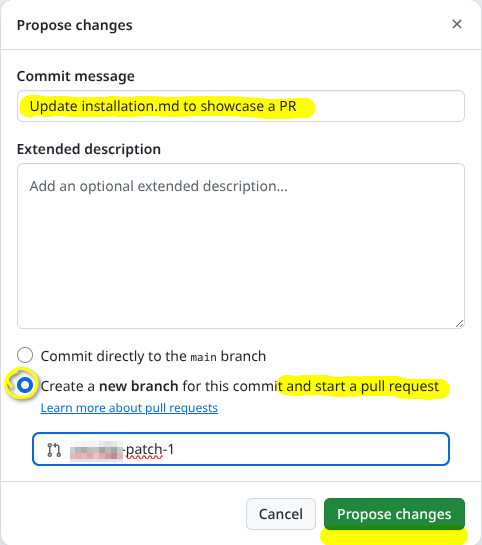 Propose changes
Commit message
Update installation.md to showcase a PR
Extended description
Add an optional extended description...
Commit directly to the main branch
Create a new branch for this commit and start a pull request
Learn more about pull requests
-patch-1
Cancel
Propose changes